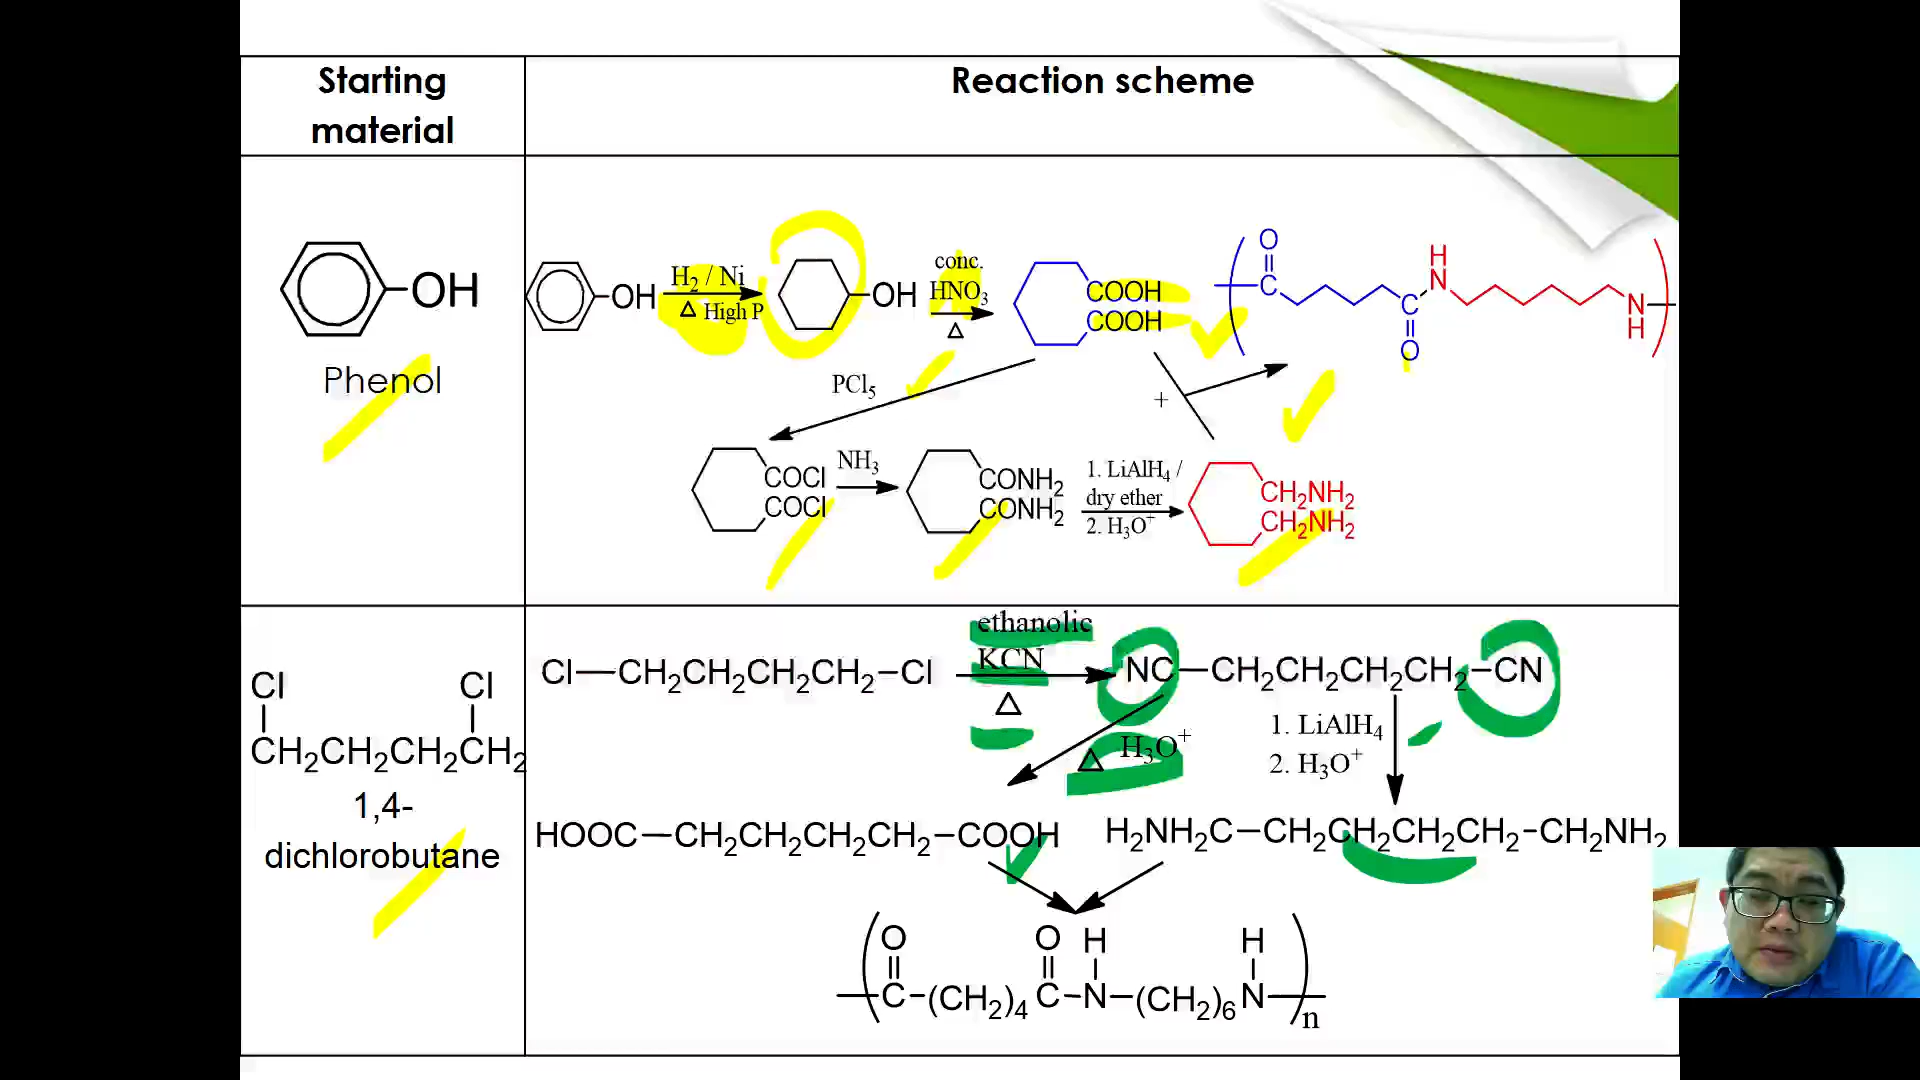 Starting
material
Reaction scheme
OH
Phenol
OH
H₂ / Ni
△ High P
OH
conc.
HNO₃
△
COOH
COOH
O
C
C
O
H
N
N
H
PCl₅
+
COCl
COCl
NH₃
CONH₂
CONH₂
1. LiAlH₄ /
dry ether
2. H₃O⁺
CH₂NH₂
CH₂NH₂
Cl Cl
CH₂CH₂CH₂CH₂
1,4-
dichlorobutane
Cl—CH₂CH₂CH₂CH₂–Cl
ethanolic
KCN
△
NC—CH₂CH₂CH₂CH₂–CN
△ H₃O⁺
1. LiAlH₄
2. H₃O⁺
HOOC—CH₂CH₂CH₂CH₂–COOH
H₂NH₂C–CH₂CH₂CH₂CH₂–CH₂NH₂
O O H H
C–(CH₂)₄ C–N–(CH₂)₆ N
n